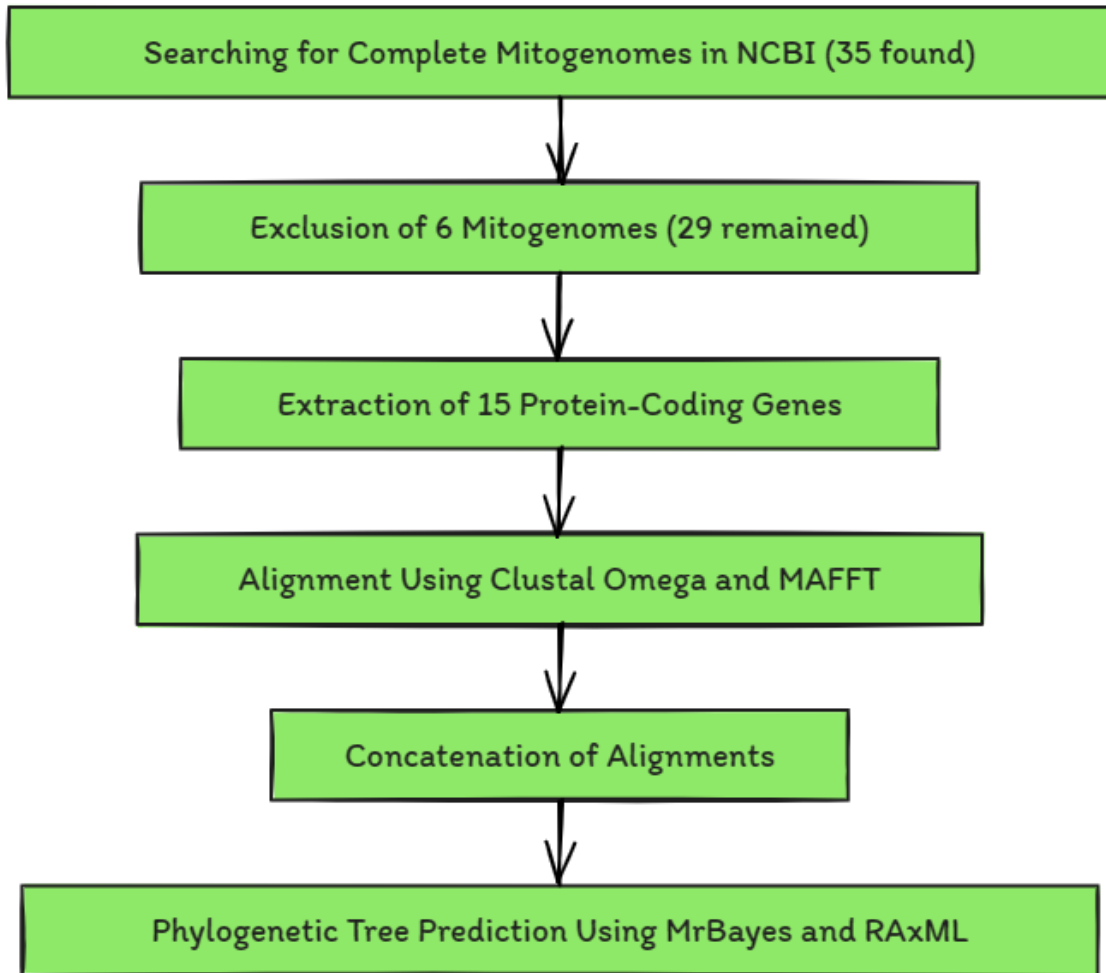 Searching for Complete Mitogenomes in NCBI (35 found)
Exclusion of 6 Mitogenomes (29 remained)
Extraction of 15 Protein-Coding Genes
Alignment Using Clustal Omega and MAFFT
Concatenation of Alignments
Phylogenetic Tree Prediction Using MrBayes and RAxML